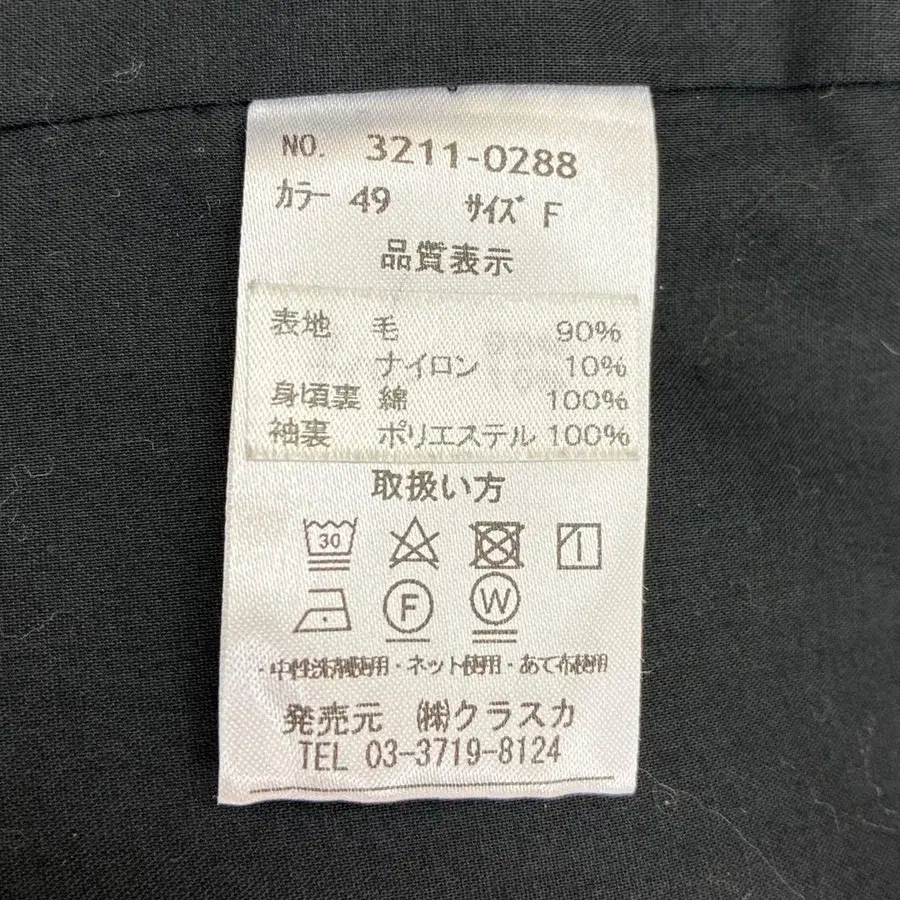 NO. 3211-0288
カラー 49 サイズ F
品質表示
表地 毛 90%
ナイロン 10%
身頃裏 綿 100%
袖裏 ポリエステル 100%
取扱い方
30
F W
・中性洗剤使用・ネット使用・あて布使用
発売元 ㈱クラスカ
TEL 03-3719-8124